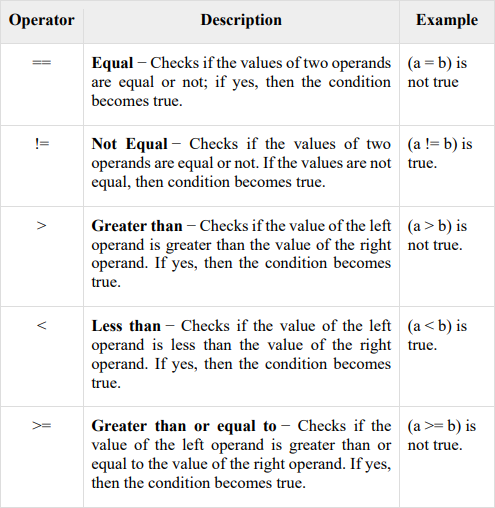 Operator Description Example
== Equal − Checks if the values of two operands (a = b) is
are equal or not; if yes, then the condition not true
becomes true.
!= Not Equal − Checks if the values of two (a != b) is
operands are equal or not. If the values are not true.
equal, then condition becomes true.
> Greater than − Checks if the value of the left (a > b) is
operand is greater than the value of the right not true.
operand. If yes, then the condition becomes
true.
< Less than − Checks if the value of the left (a < b) is
operand is less than the value of the right true.
operand. If yes, then the condition becomes
true.
>= Greater than or equal to − Checks if the (a >= b) is
value of the left operand is greater than or not true.
equal to the value of the right operand. If yes,
then the condition becomes true.